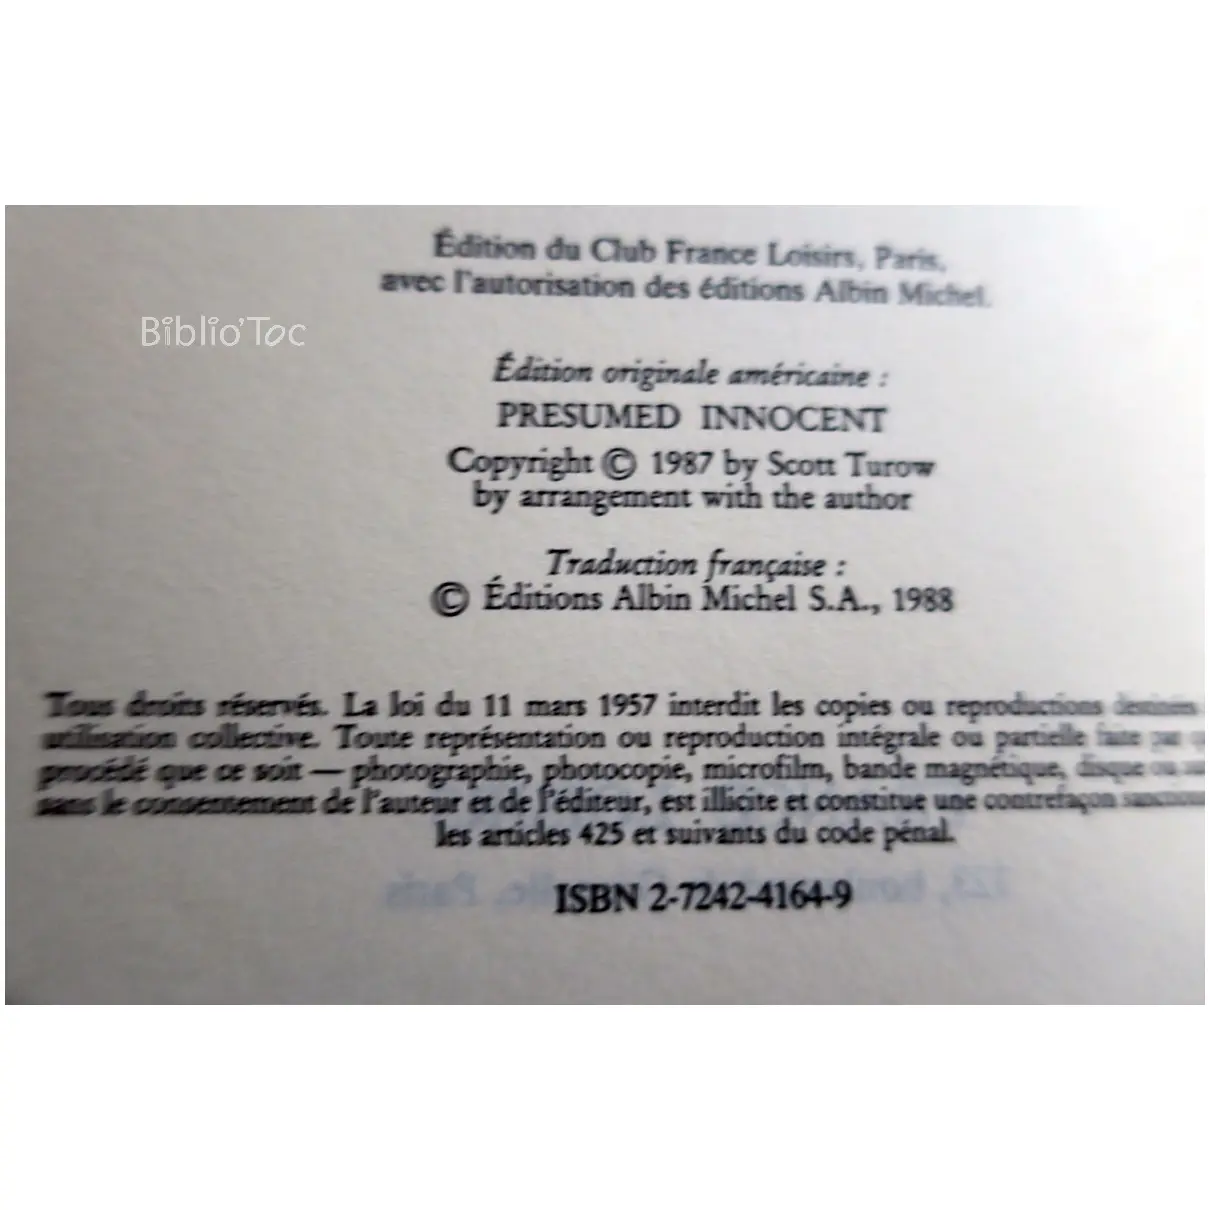 Édition du Club France Loisirs, Paris,
avec l'autorisation des éditions Albin Michel.
Biblio'Toc
Édition originale américaine :
PRESUMED INNOCENT
Copyright © 1987 by Scott Turow
by arrangement with the author
Traduction française :
© Éditions Albin Michel S.A., 1988
Tous droits réservés. La loi du 11 mars 1957 interdit les copies ou reproductions destinées
utilisation collective. Toute représentation ou reproduction intégrale ou partielle faite par
procédé que ce soit — photographie, photocopie, microfilm, bande magnétique, disque ou
sans le consentement de l'auteur et de l'éditeur, est illicite et constitue une contrefaçon
les articles 425 et suivants du code pénal.
ISBN 2-7242-4164-9